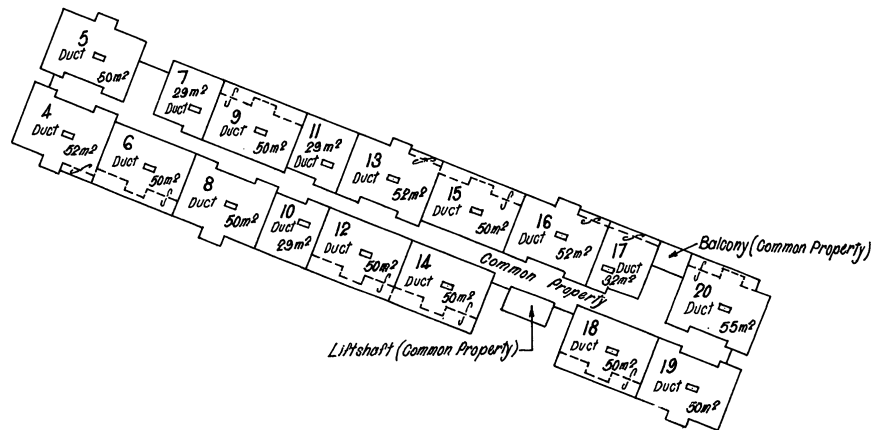 5
Duct
50m²
7
29m²
Duct
9
Duct
50m²
11
29m²
Duct
13
Duct
52m²
15
Duct
50m²
16
Duct
52m²
17
Duct
32m²
Balcony (Common Property)
20
Duct
55m²
4
Duct
52m²
6
Duct
50m²
8
Duct
50m²
10
Duct
29m²
12
Duct
50m²
14
Duct
50m²
Common Property
Liftshaft (Common Property)
18
Duct
50m²
19
Duct
50m²